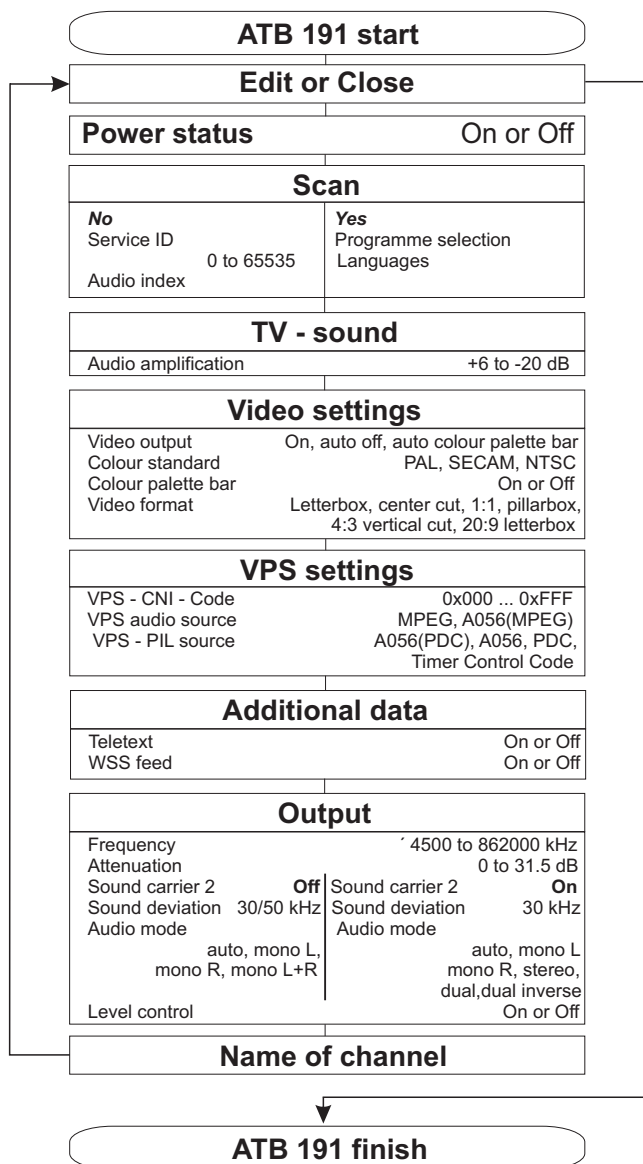 ATB 191 start
Edit or Close
Power status On or Off
Scan
No Yes
Service ID Programme selection
0 to 65535 Languages
Audio index
TV - sound
Audio amplification +6 to -20 dB
Video settings
Video output On, auto off, auto colour palette bar
Colour standard PAL, SECAM, NTSC
Colour palette bar On or Off
Video format Letterbox, center cut, 1:1, pillarbox,
4:3 vertical cut, 20:9 letterbox
VPS settings
VPS - CNI - Code 0x000 ... 0xFFF
VPS audio source MPEG, A056(MPEG)
VPS - PIL source A056(PDC), A056, PDC,
Timer Control Code
Additional data
Teletext On or Off
WSS feed On or Off
Output
Frequency ´ 4500 to 862000 kHz
Attenuation 0 to 31.5 dB
Sound carrier 2 Off Sound carrier 2 On
Sound deviation 30/50 kHz Sound deviation 30 kHz
Audio mode Audio mode
auto, mono L, auto, mono L
mono R, mono L+R mono R, stereo,
dual,dual inverse
Level control On or Off
Name of channel
ATB 191 finish